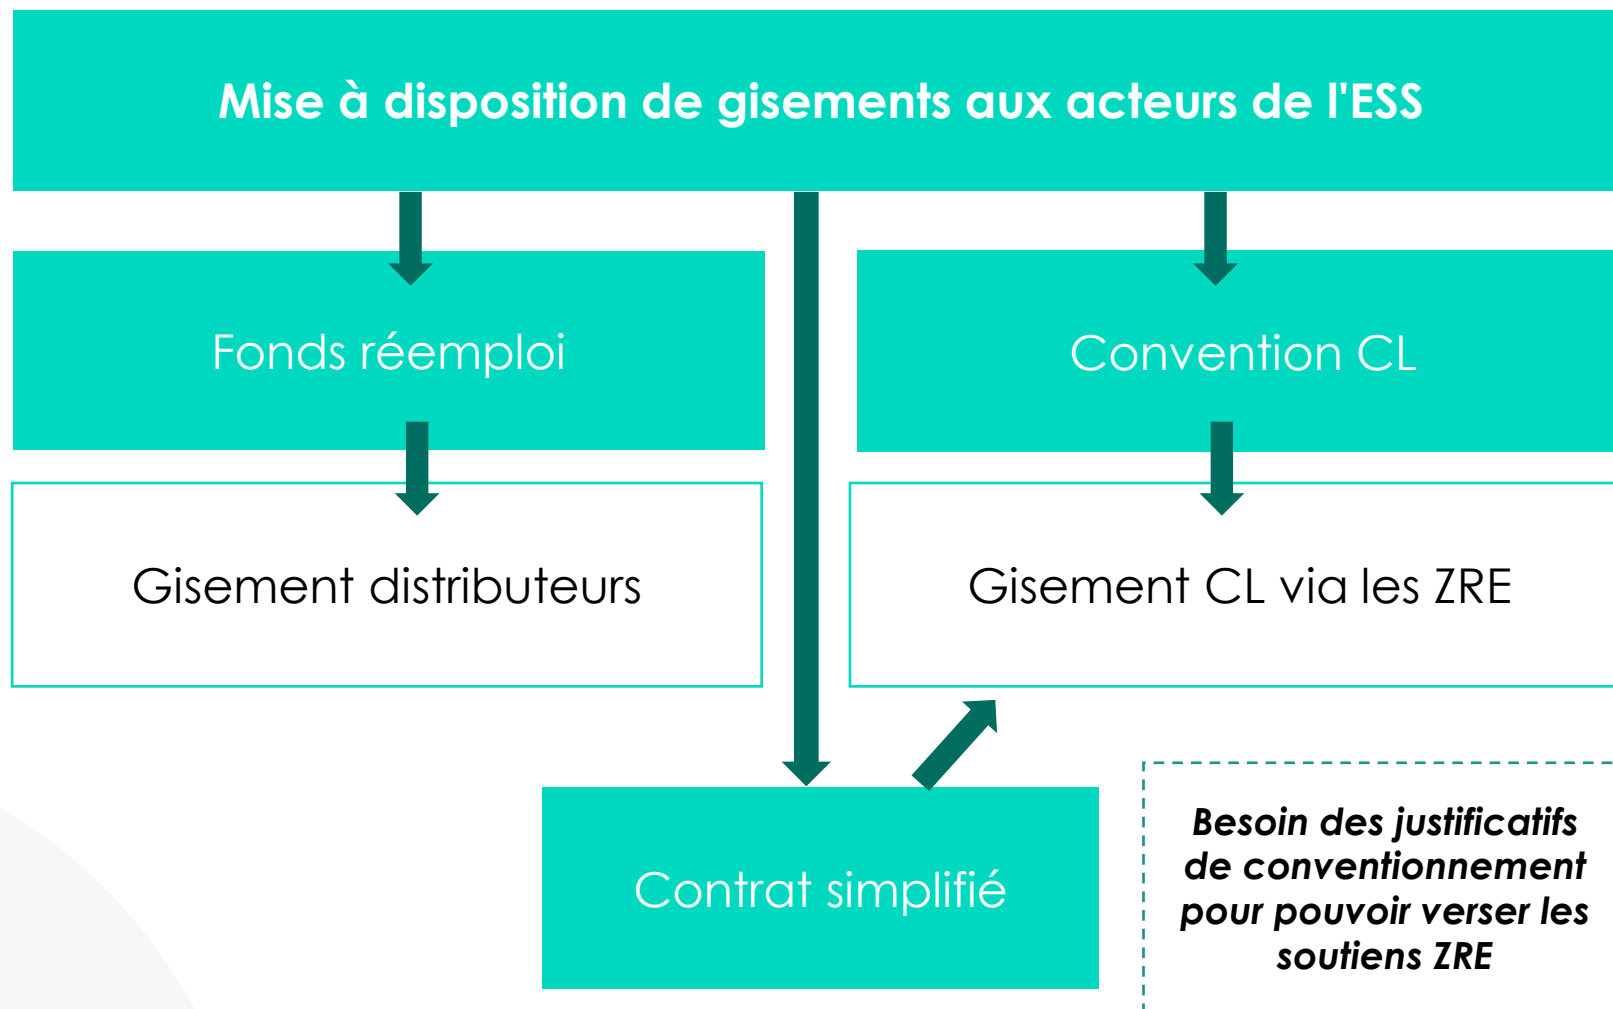 Mise à disposition de gisements aux acteurs de l'ESS
Fonds réemploi
Convention CL
Gisement distributeurs
Gisement CL via les ZRE
Contrat simplifié
Besoin des justificatifs
de conventionnement
pour pouvoir verser les
soutiens ZRE